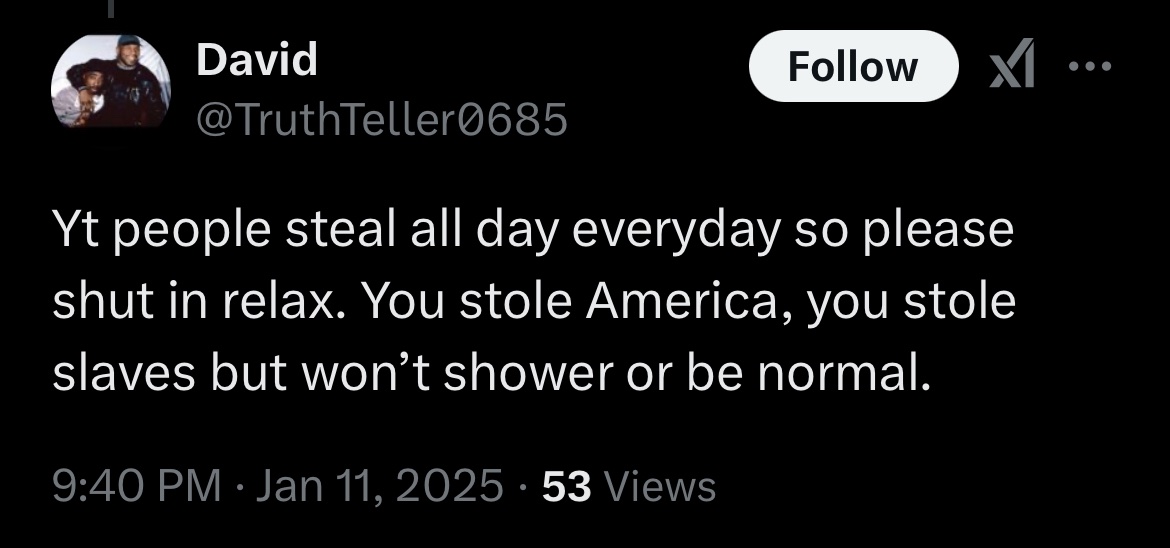 David
Follow
@TruthTeller0685
Yt people steal all day everyday so please
shut in relax. You stole America, you stole
slaves but won’t shower or be normal.
9:40 PM · Jan 11, 2025 · 53 Views